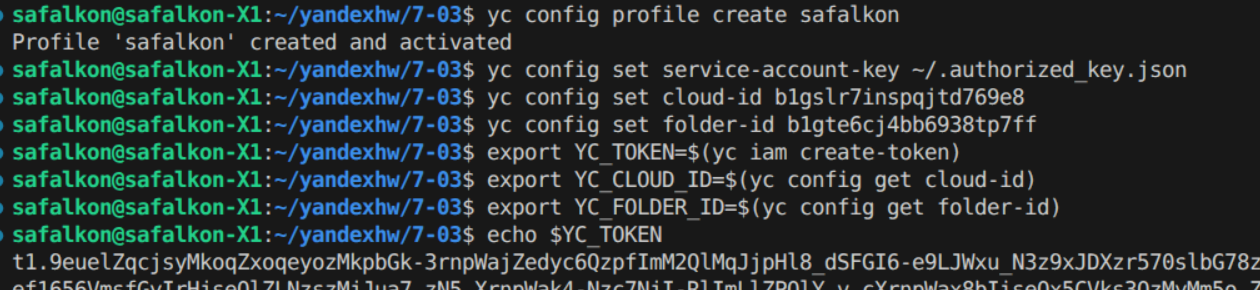 safalkon@safalkon-X1:~/yandexhw/7-03$ yc config profile create safalkon
Profile 'safalkon' created and activated
safalkon@safalkon-X1:~/yandexhw/7-03$ yc config set service-account-key ~/.authorized_key.json
safalkon@safalkon-X1:~/yandexhw/7-03$ yc config set cloud-id b1gslr7inspqjtd769e8
safalkon@safalkon-X1:~/yandexhw/7-03$ yc config set folder-id b1gte6cj4bb6938tp7ff
safalkon@safalkon-X1:~/yandexhw/7-03$ export YC_TOKEN=$(yc iam create-token)
safalkon@safalkon-X1:~/yandexhw/7-03$ export YC_CLOUD_ID=$(yc config get cloud-id)
safalkon@safalkon-X1:~/yandexhw/7-03$ export YC_FOLDER_ID=$(yc config get folder-id)
safalkon@safalkon-X1:~/yandexhw/7-03$ echo $YC_TOKEN
t1.9euelZqcjsyMkoqZxoqeyozMkpbGk-3rnpWajZedyc6QzpfImM2QlMqJjpHl8_dSFGI6-e9LJWxu_N3z9xJDXzr570slbG78z